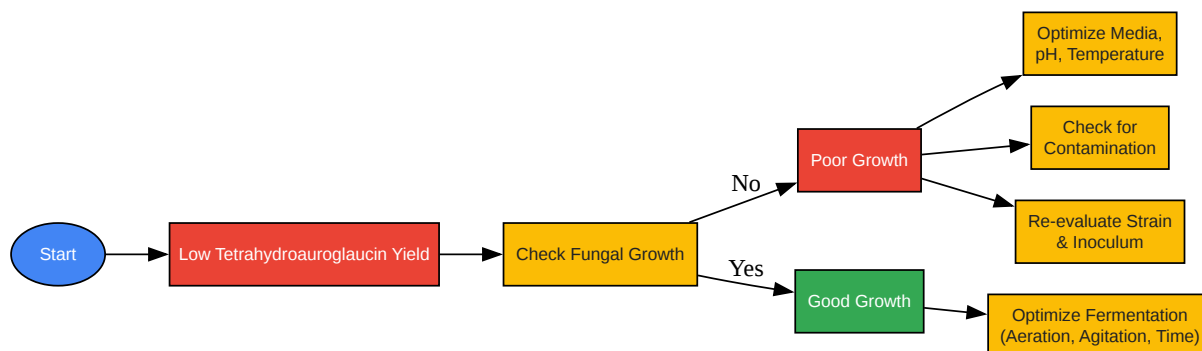 Start
Low Tetrahydroauroglaucin Yield
Check Fungal Growth
No
Yes
Poor Growth
Good Growth
Optimize Media,
pH, Temperature
Check for
Contamination
Re-evaluate Strain
& Inoculum
Optimize Fermentation
(Aeration, Agitation, Time)